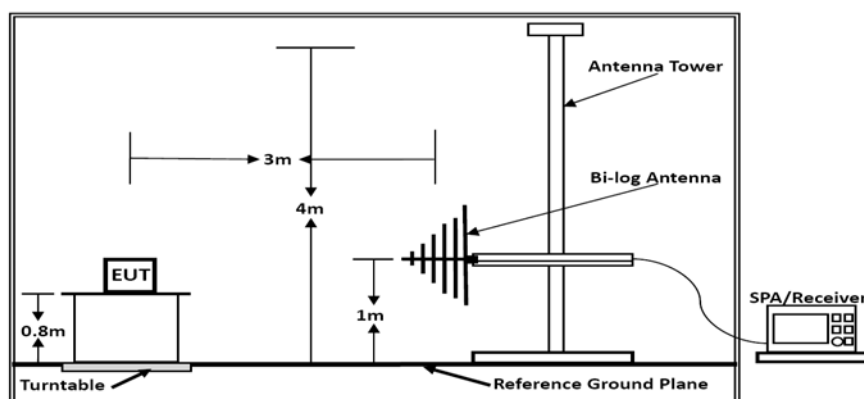 Antenna Tower
3m
Bi-log Antenna
4m
EUT
SPA/Receiver
0.8m
1m
Turntable
Reference Ground Plane